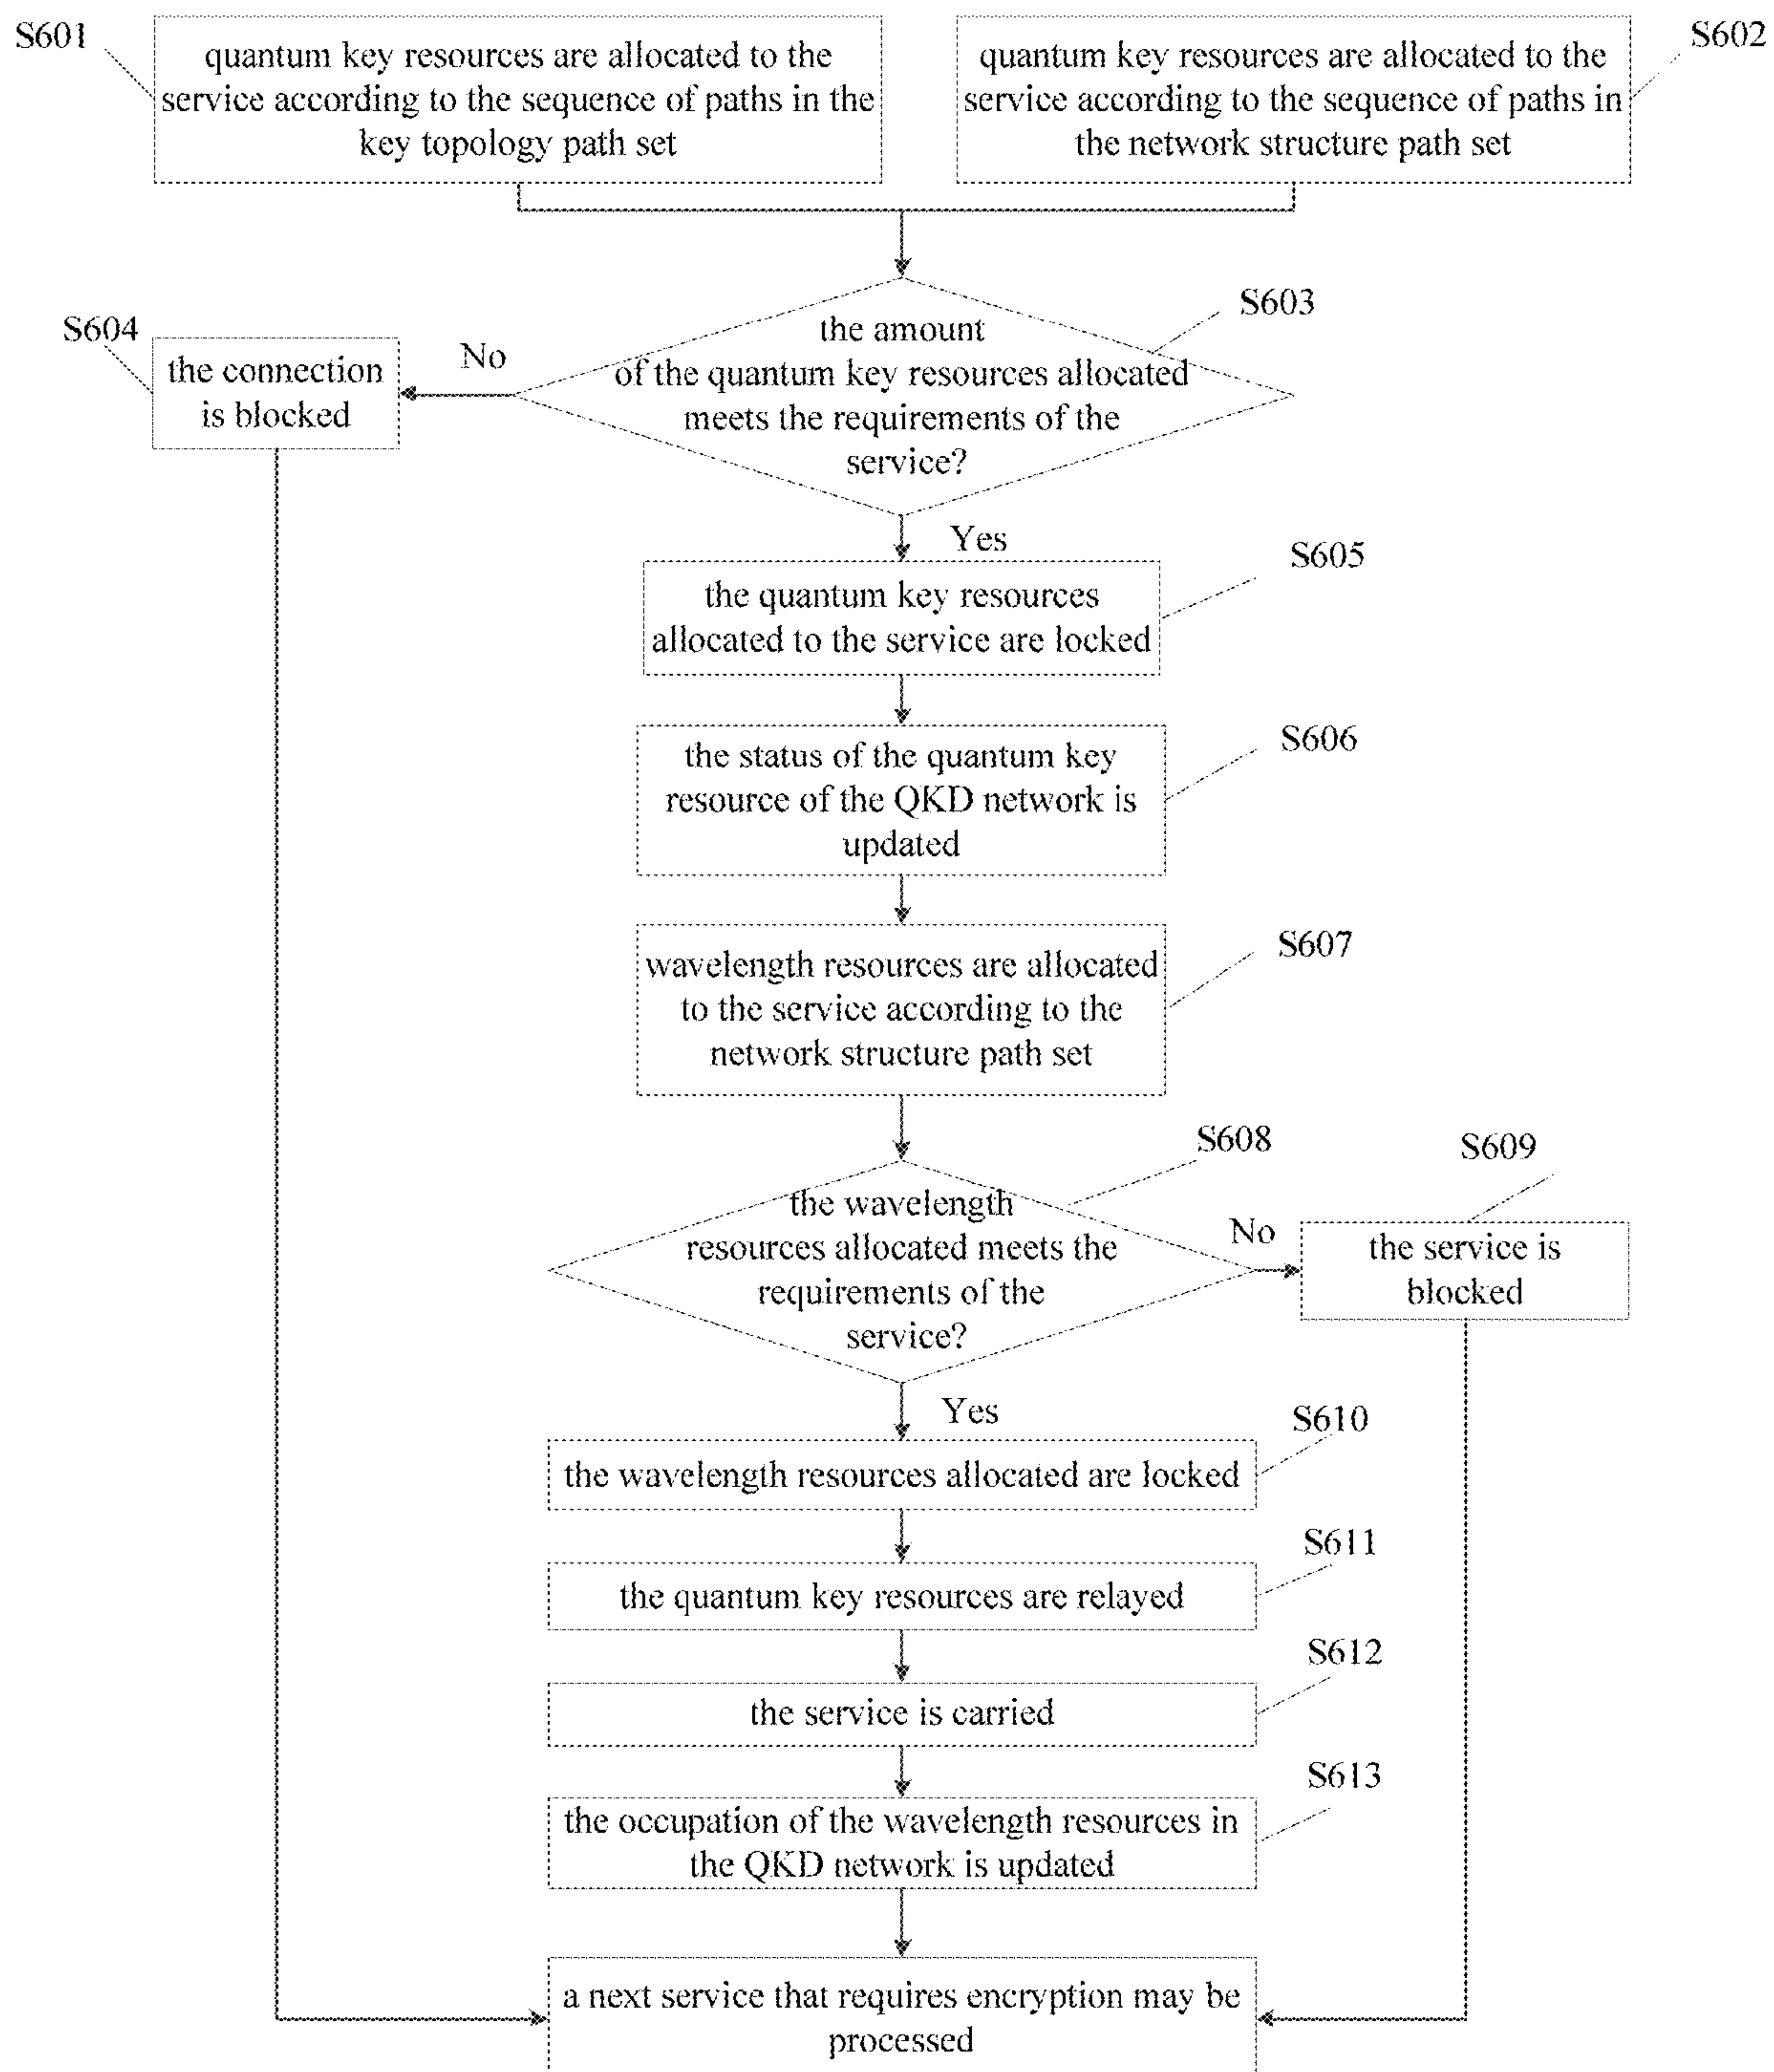 S601
quantum key resources are allocated to the
service according to the sequence of paths in the
key topology path set
S602
quantum key resources are allocated to the
service according to the sequence of paths in
the network structure path set
S603
the amount
of the quantum key resources allocated
meets the requirements of the
service?
No
S604
the connection
is blocked
Yes
S605
the quantum key resources
allocated to the service are locked
S606
the status of the quantum key
resource of the QKD network is
updated
S607
wavelength resources are allocated
to the service according to the
network structure path set
S608
the wavelength
resources allocated meets the
requirements of the
service?
No
S609
the service is
blocked
Yes
S610
the wavelength resources allocated are locked
S611
the quantum key resources are relayed
S612
the service is carried
S613
the occupation of the wavelength resources in
the QKD network is updated
a next service that requires encryption may be
processed